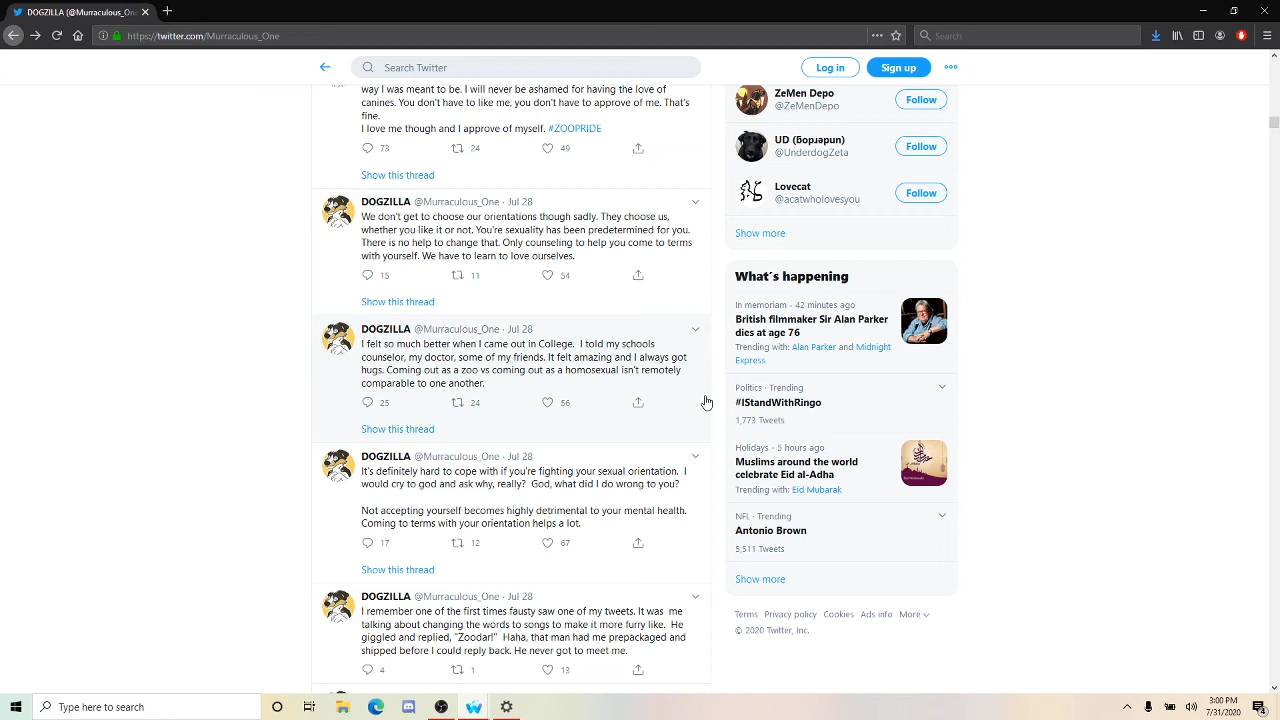 DOGZILLA (@Murraculous_One
https://twitter.com/Murraculous_One
Search
Search Twitter
Log in
Sign up
way I was meant to be. I will never be ashamed for having the love of
canines. You don't have to like me, you don't have to approve of me. That's
fine.
I love me though and I approve of myself. #ZOOPRIDE
73 24 49
Show this thread
DOGZILLA @Murraculous_One · Jul 28
We don't get to choose our orientations though sadly. They choose us,
whether you like it or not. You're sexuality has been predetermined for you.
There is no help to change that. Only counseling to help you come to terms
with yourself. We have to learn to love ourselves.
15 11 54
Show this thread
DOGZILLA @Murraculous_One · Jul 28
I felt so much better when I came out in College. I told my schools
counselor, my doctor, some of my friends. It felt amazing and I always got
hugs. Coming out as a zoo vs coming out as a homosexual isn't remotely
comparable to one another.
25 24 56
Show this thread
DOGZILLA @Murraculous_One · Jul 28
It's definitely hard to cope with if you're fighting your sexual orientation. I
would cry to god and ask why, really? God, what did I do wrong to you?
Not accepting yourself becomes highly detrimental to your mental health.
Coming to terms with your orientation helps a lot.
17 12 67
Show this thread
DOGZILLA @Murraculous_One · Jul 28
I remember one of the first times fausty saw one of my tweets. It was me
talking about changing the words to songs to make it more furry like. He
giggled and replied, "Zoodar!" Haha, that man had me prepackaged and
shipped before I could reply back. He never got to meet me.
4 1 13
ZeMen Depo
@ZeMenDepo
Follow
UD (ƃoρɹǝpun)
@UnderdogZeta
Follow
Lovecat
@acatwholovesyou
Follow
Show more
What´s happening
In memoriam · 42 minutes ago
British filmmaker Sir Alan Parker
dies at age 76
Trending with: Alan Parker and Midnight
Express
Politics · Trending
#IStandWithRingo
1,773 Tweets
Holidays · 5 hours ago
Muslims around the world
celebrate Eid al-Adha
Trending with: Eid Mubarak
NFL · Trending
Antonio Brown
5,511 Tweets
Show more
Terms Privacy policy Cookies Ads info More
© 2020 Twitter, Inc.
Type here to search
3:00 PM
7/31/2020
4